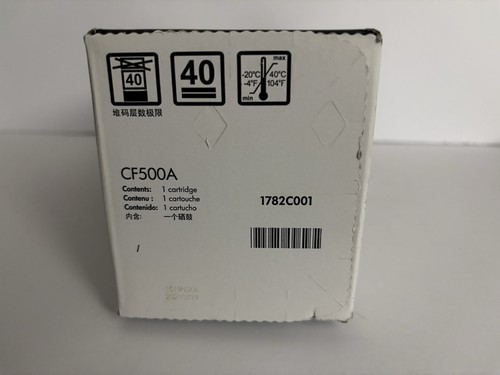 40
40
max
-20°C 40°C
-4°F 104°F
min
堆码层数极限
CF500A
Contents: 1 cartridge
Contenu : 1 cartouche
Contenido: 1 cartucho
内含: 一个硒鼓
1782C001
/